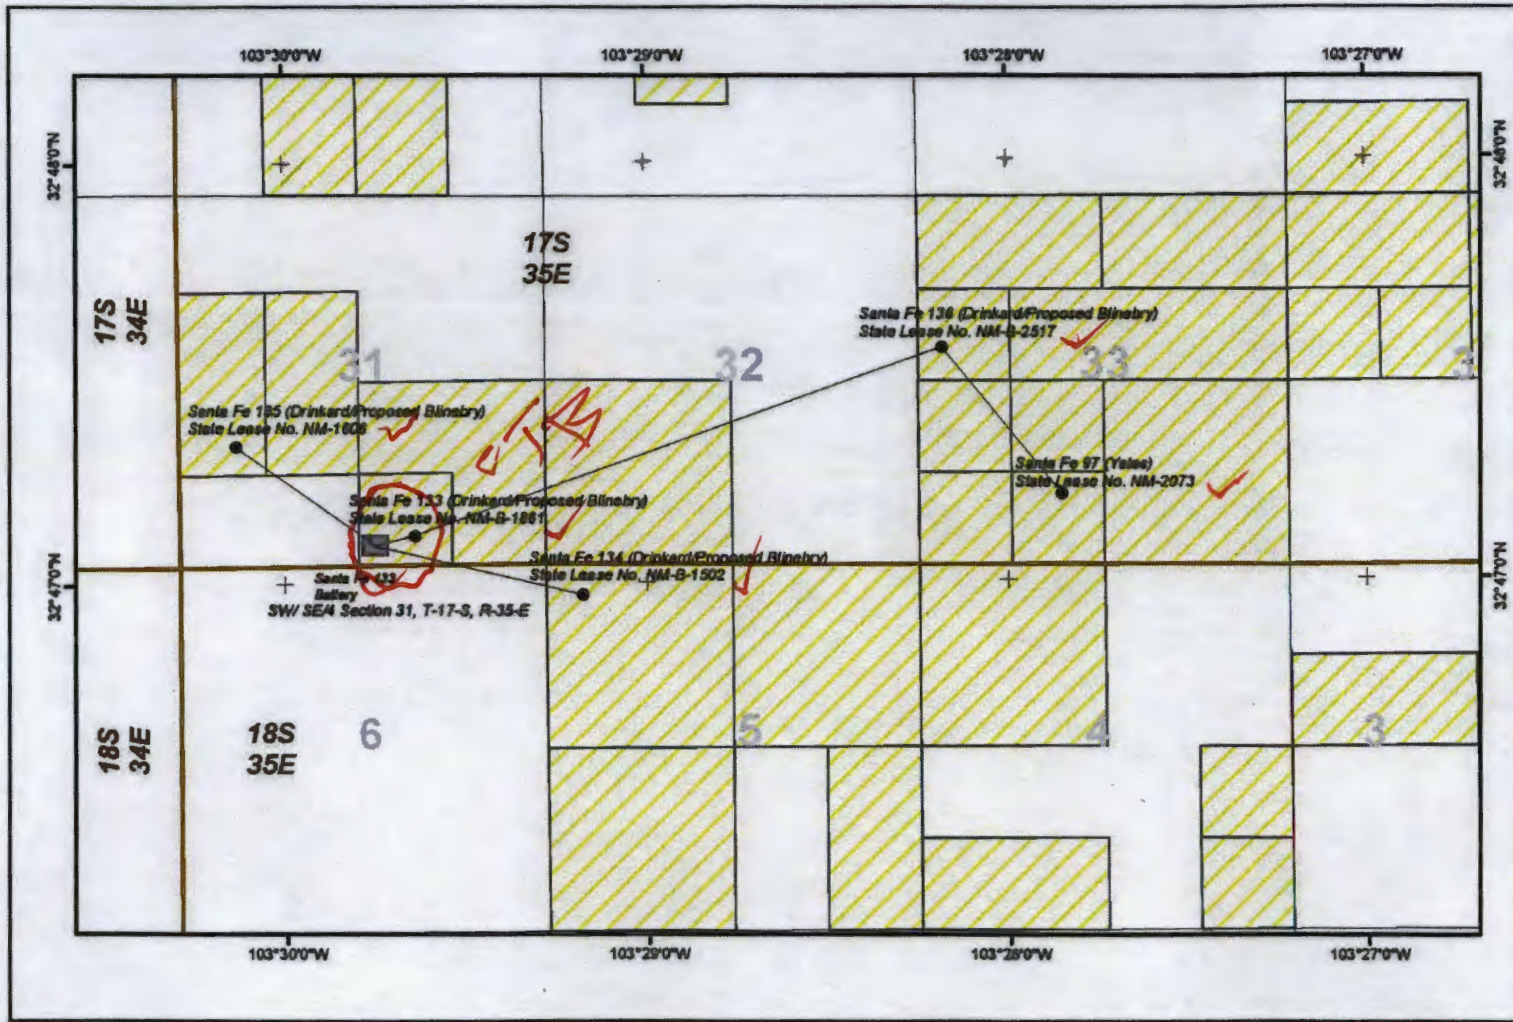 103°30'0"W
103°29'0"W
103°28'0"W
103°27'0"W
32°48'0"N
32°48'0"N
17S
35E
17S
34E
Santa Fe 136 (Drinkard/Proposed Blinebry)
State Lease No. NM-B-2517
31
32
33
3
Santa Fe 135 (Drinkard/Proposed Blinebry)
State Lease No. NM-1608
Santa Fe 97 (Yates)
State Lease No. NM-2073
Santa Fe 133 (Drinkard/Proposed Blinebry)
State Lease No. NM-B-1861
Santa Fe 134 (Drinkard/Proposed Blinebry)
State Lease No. NM-B-1502
32°47'0"N
32°47'0"N
Santa Fe 133
Battery
SW/ SE/4 Section 31, T-17-S, R-35-E
18S
34E
18S
35E
6
5
4
3
103°30'0"W
103°29'0"W
103°28'0"W
103°27'0"W